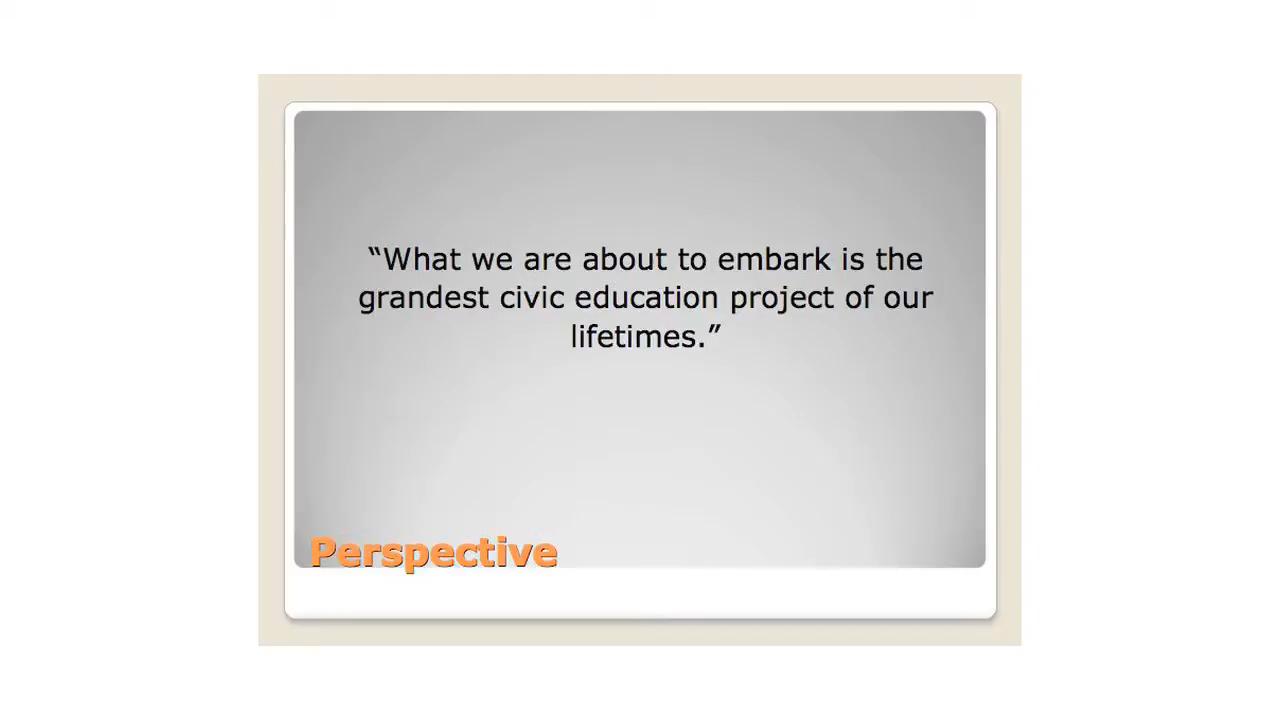 “What we are about to embark is the
grandest civic education project of our
lifetimes.”
Perspective